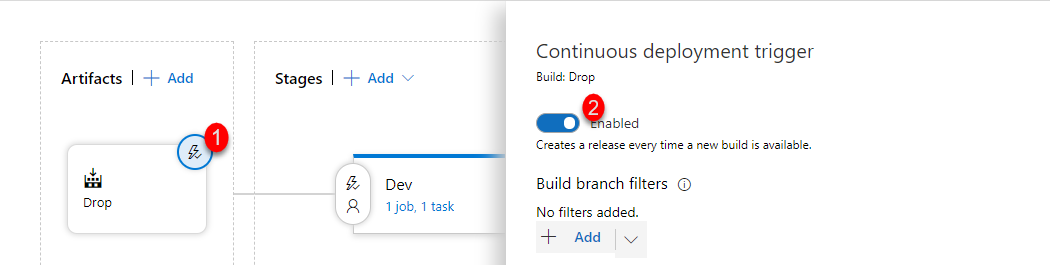 Artifacts | + Add
Stages | + Add
1
Drop
Dev
1 job, 1 task
Continuous deployment trigger
Build: Drop
2
Enabled
Creates a release every time a new build is available.
Build branch filters
No filters added.
+ Add